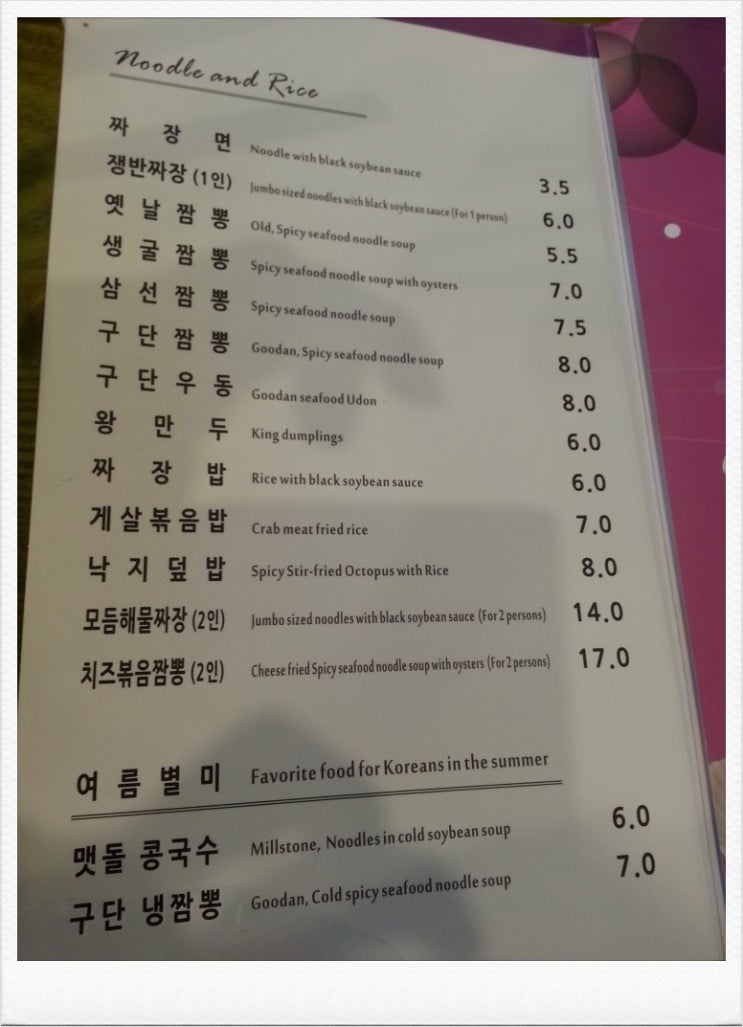 Noodle and Rice
짜장면 Noodle with black soybean sauce 3.5
쟁반짜장 (1인) Jumbo sized noodles with black soybean sauce (For 1 person) 6.0
옛날짬뽕 Old, Spicy seafood noodle soup 5.5
생굴짬뽕 Spicy seafood noodle soup with oysters 7.0
삼선짬뽕 Spicy seafood noodle soup 7.5
구단짬뽕 Goodan, Spicy seafood noodle soup 8.0
구단우동 Goodan seafood Udon 8.0
왕만두 King dumplings 6.0
짜장밥 Rice with black soybean sauce 6.0
게살볶음밥 Crab meat fried rice 7.0
낙지덮밥 Spicy Stir-fried Octopus with Rice 8.0
모듬해물짜장 (2인) Jumbo sized noodles with black soybean sauce (For 2 persons) 14.0
치즈볶음짬뽕 (2인) Cheese fried Spicy seafood noodle soup with oysters (For 2 persons) 17.0
여름별미 Favorite food for Koreans in the summer
맷돌 콩국수 Millstone, Noodles in cold soybean soup 6.0
구단 냉짬뽕 Goodan, Cold spicy seafood noodle soup 7.0